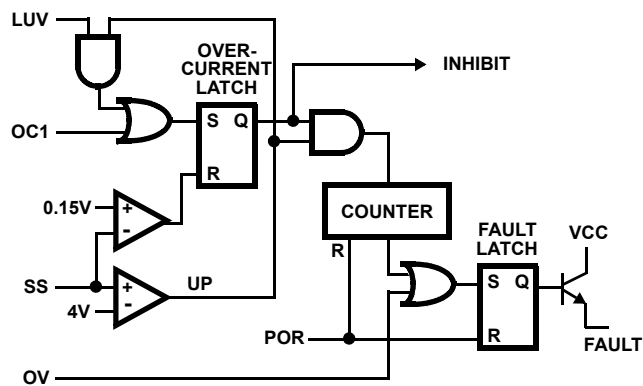 LUV
OVER-
CURRENT
LATCH
INHIBIT
S Q
OC1
R
0.15V
+
-
COUNTER
R
FAULT
LATCH
VCC
SS
+
-
UP
4V
S Q
POR
R
FAULT
OV